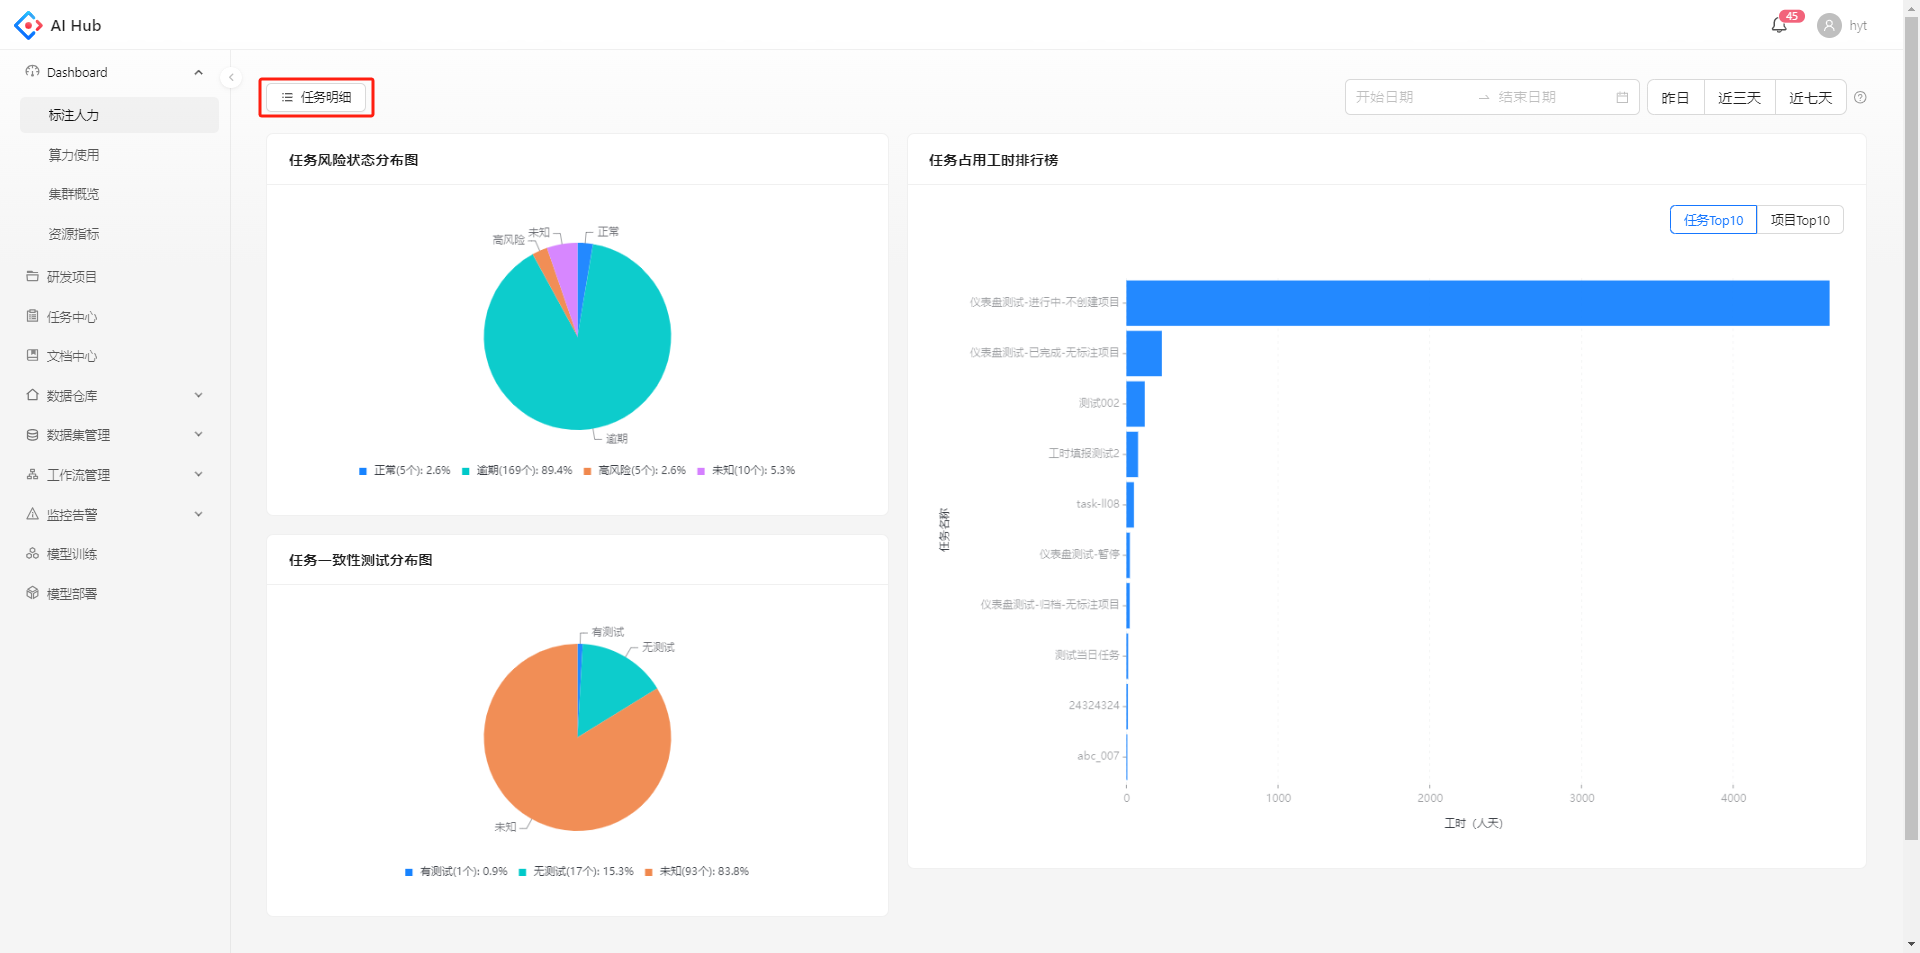 AI Hub
45
hyt
Dashboard
标注人力
算力使用
集群概览
资源指标
研发项目
任务中心
文档中心
数据仓库
数据集管理
工作流管理
监控告警
模型训练
模型部署
任务明细
开始日期 → 结束日期
昨日 近三天 近七天
任务风险状态分布图
高风险 未知 正常
逾期
正常(5个): 2.6% 逾期(169个): 89.4% 高风险(5个): 2.6% 未知(10个): 5.3%
任务一致性测试分布图
有测试
无测试
未知
有测试(1个): 0.9% 无测试(17个): 15.3% 未知(93个): 83.8%
任务占用工时排行榜
任务Top10 项目Top10
任务名称
仪表盘测试-进行中-不创建项目
仪表盘测试-已完成-无标注项目
测试002
工时填报测试2
task-ll08
仪表盘测试-暂停
仪表盘测试-归档-无标注项目
测试当日任务
24324324
abc_007
0 1000 2000 3000 4000
工时（人天）